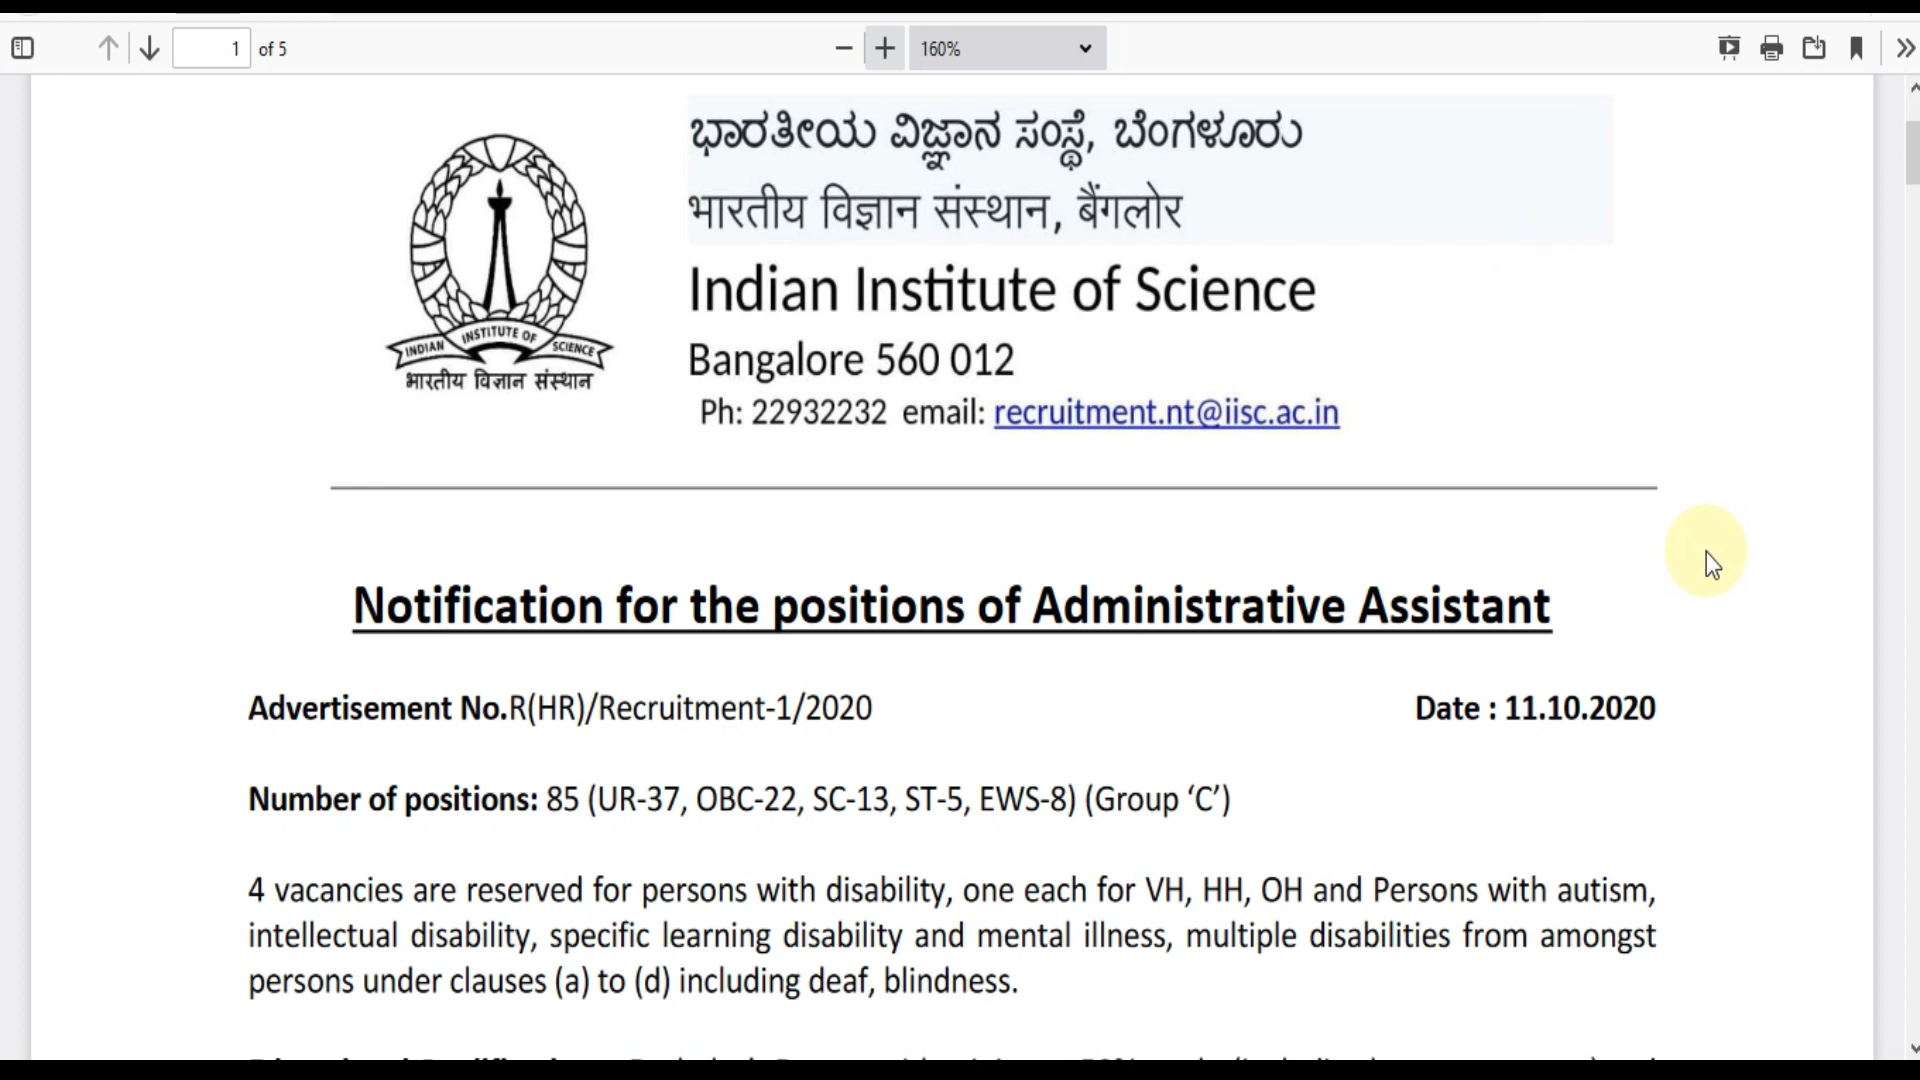 1 of 5
160%
ಭಾರತೀಯ ವಿಜ್ಞಾನ ಸಂಸ್ಥೆ, ಬೆಂಗಳೂರು
भारतीय विज्ञान संस्थान, बैंगलोर
Indian Institute of Science
Bangalore 560 012
Ph: 22932232 email: recruitment.nt@iisc.ac.in
INDIAN INSTITUTE OF SCIENCE
भारतीय विज्ञान संस्थान
Notification for the positions of Administrative Assistant
Advertisement No.R(HR)/Recruitment-1/2020 Date : 11.10.2020
Number of positions: 85 (UR-37, OBC-22, SC-13, ST-5, EWS-8) (Group ‘C’)
4 vacancies are reserved for persons with disability, one each for VH, HH, OH and Persons with autism,
intellectual disability, specific learning disability and mental illness, multiple disabilities from amongst
persons under clauses (a) to (d) including deaf, blindness.